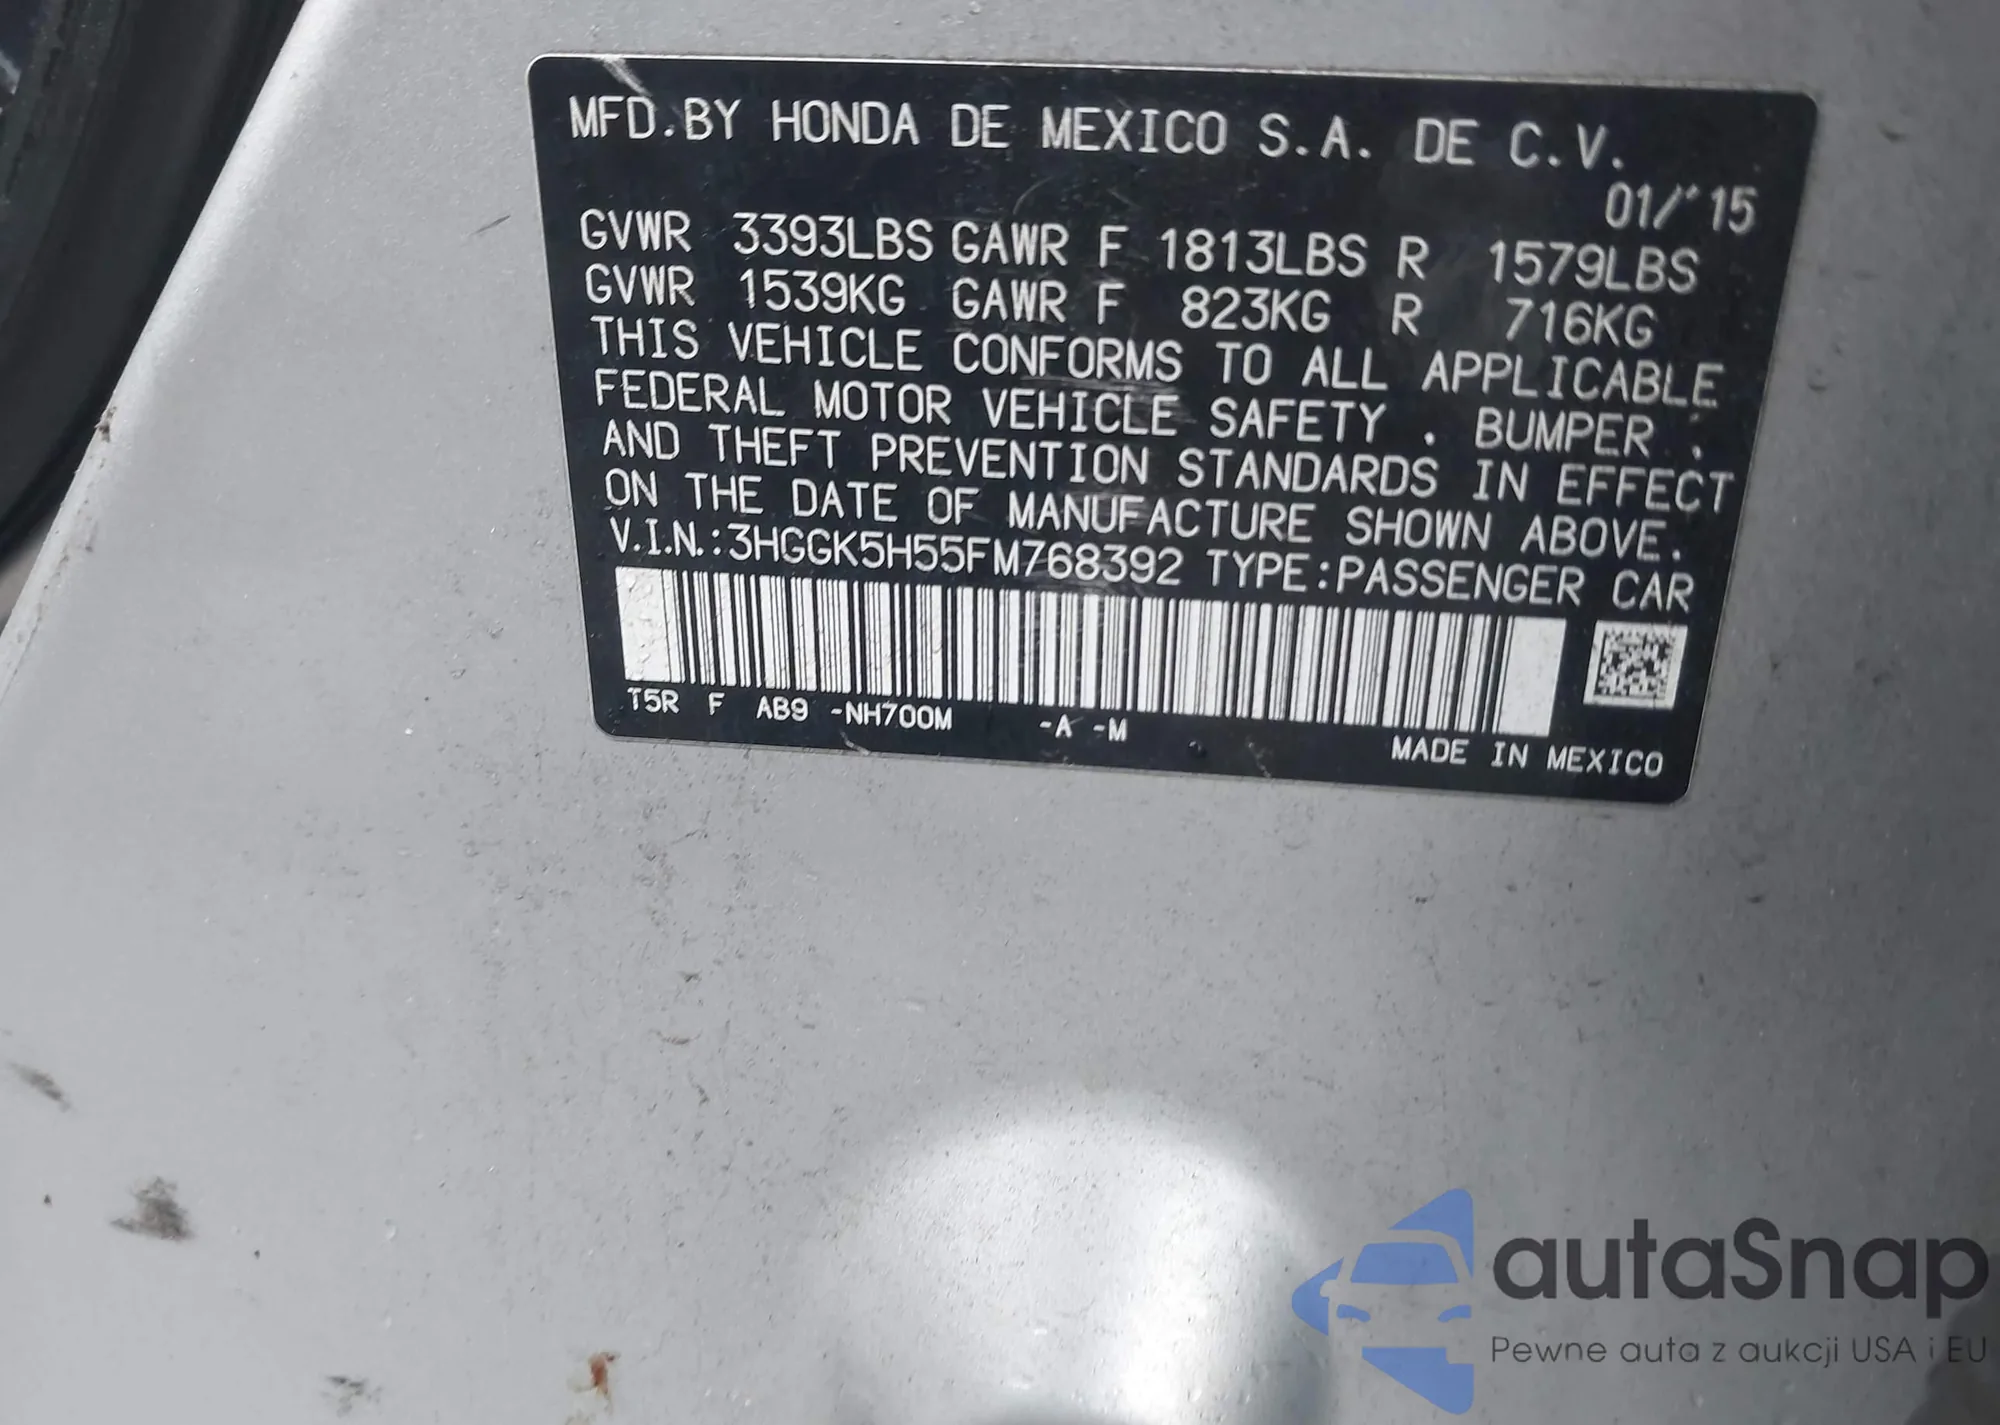 MFD.BY HONDA DE MEXICO S.A. DE C.V.
01/'15
GVWR 3393LBS GAWR F 1813LBS R 1579LBS
GVWR 1539KG GAWR F 823KG R 716KG
THIS VEHICLE CONFORMS TO ALL APPLICABLE
FEDERAL MOTOR VEHICLE SAFETY , BUMPER ,
AND THEFT PREVENTION STANDARDS IN EFFECT
ON THE DATE OF MANUFACTURE SHOWN ABOVE.
V.I.N.:3HGGK5H55FM768392 TYPE:PASSENGER CAR
T5R F AB9 -NH700M -A -M
MADE IN MEXICO
autaSnap
Pewne auta z aukcji USA i EU